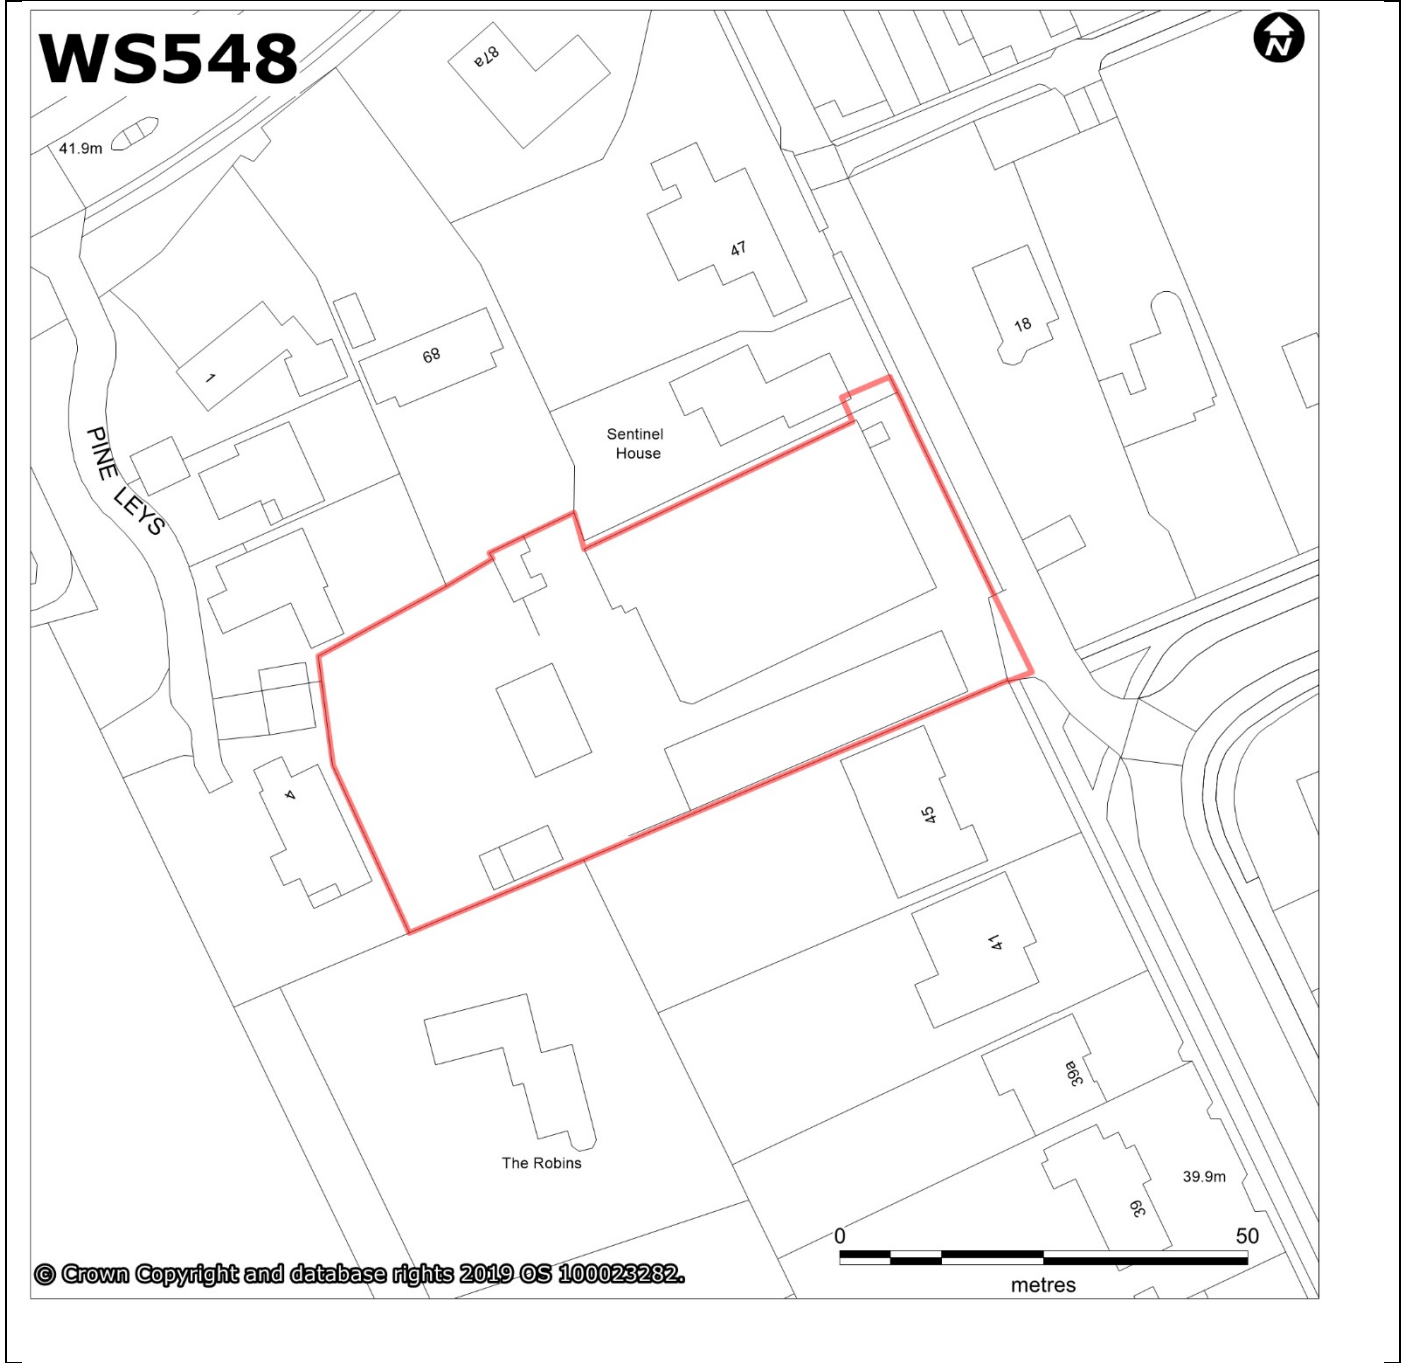 WS548
N
87a
41.9m
47
18
68
1
Sentinel
House
PINE LEYS
4
45
41
39a
The Robins
39.9m
39
0 50
metres
© Crown Copyright and database rights 2019 OS 100023282.